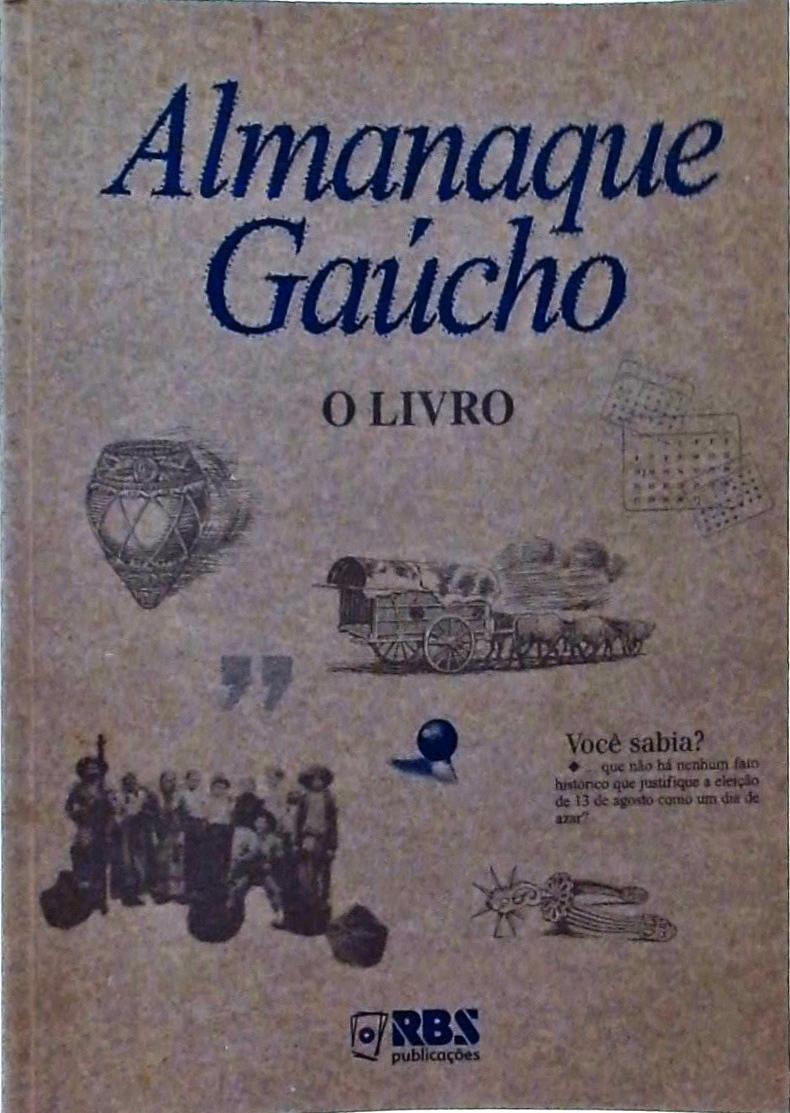 Almanaque
Gaúcho
O LIVRO
Você sabia?
◆ que não há nenhum fato
histórico que justifique a eleição
de 13 de agosto como um dia de
azar?
RBS
publicações